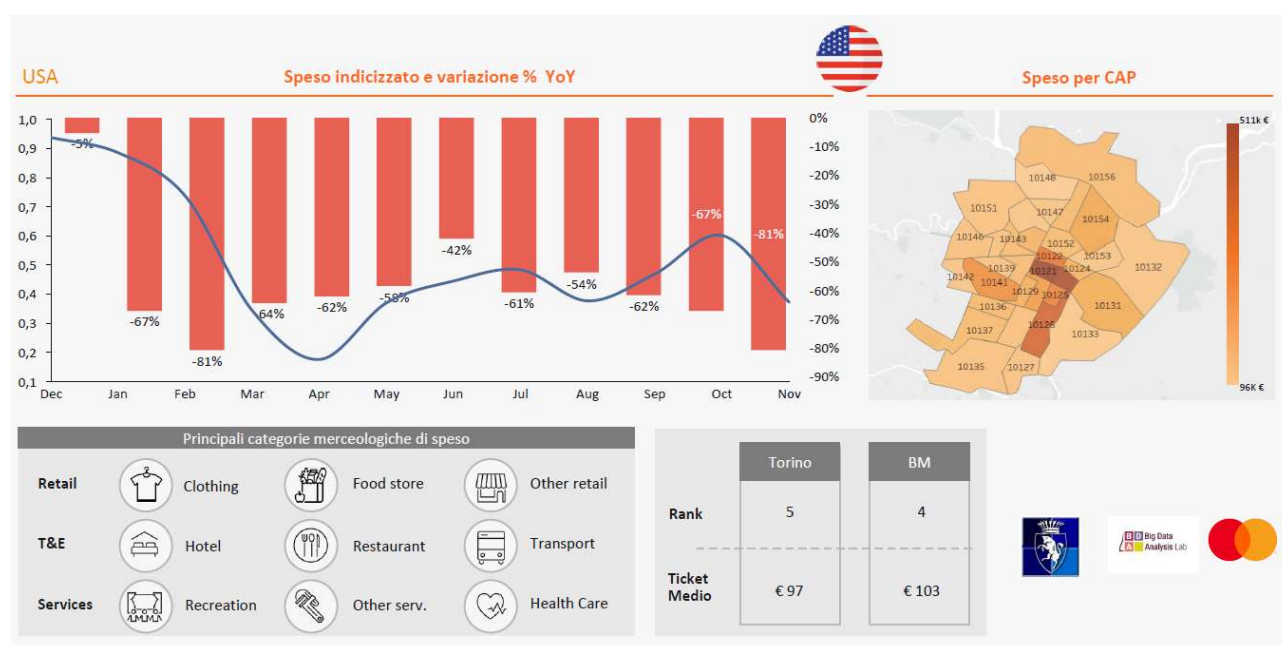 USA
Speso indicizzato e variazione % YoY
Speso per CAP
1,0
0,9
0,8
0,7
0,6
0,5
0,4
0,3
0,2
0,1
-5%
-67%
-81%
-64%
-62%
-58%
-42%
-61%
-54%
-62%
-67%
-81%
0%
-10%
-20%
-30%
-40%
-50%
-60%
-70%
-80%
-90%
Dec Jan Feb Mar Apr May Jun Jul Aug Sep Oct Nov
511k €
10148 10156
10151 10147 10154
10146 10143 10152
10122 10153
10142 10139 10121 10124 10132
10141
10129 10125
10136 10131
10137 10126 10133
10135 10127
96K €
Principali categorie merceologiche di speso
Retail Clothing Food store Other retail
T&E Hotel Restaurant Transport
Services Recreation Other serv. Health Care
Torino BM
Rank 5 4
Ticket
Medio € 97 € 103
B D Big Data
A Analysis Lab